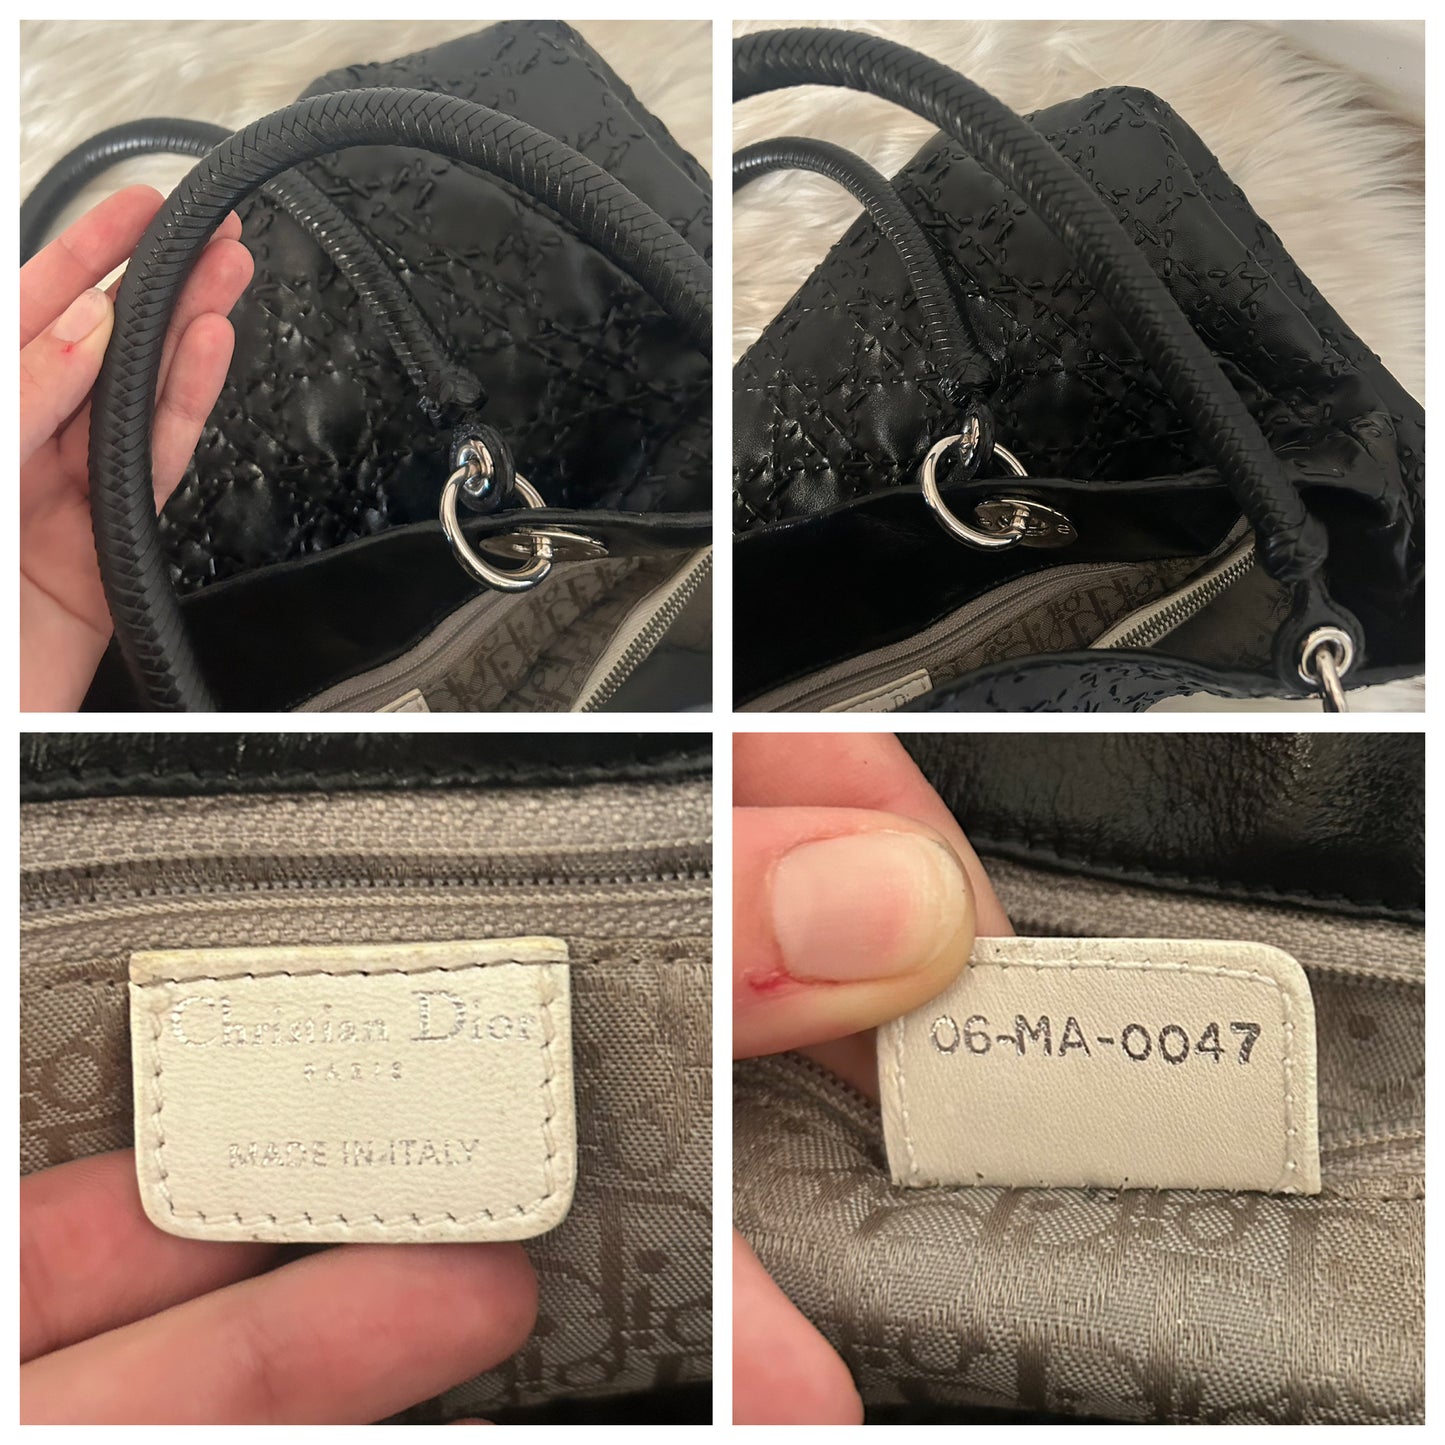 Christian Dior
PARIS
MADE IN ITALY
06-MA-0047